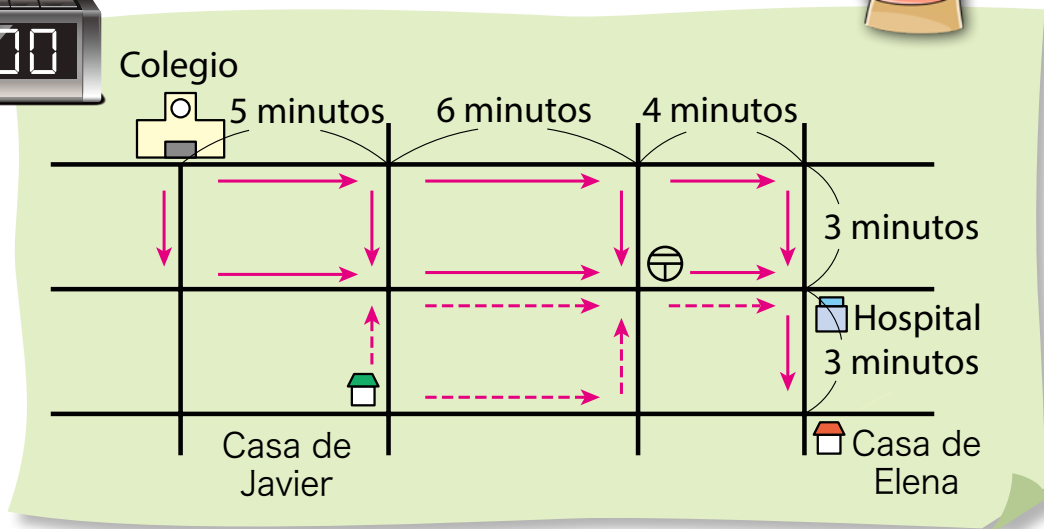 Colegio
5 minutos
6 minutos
4 minutos
3 minutos
Hospital
3 minutos
Casa de
Javier
Casa de
Elena